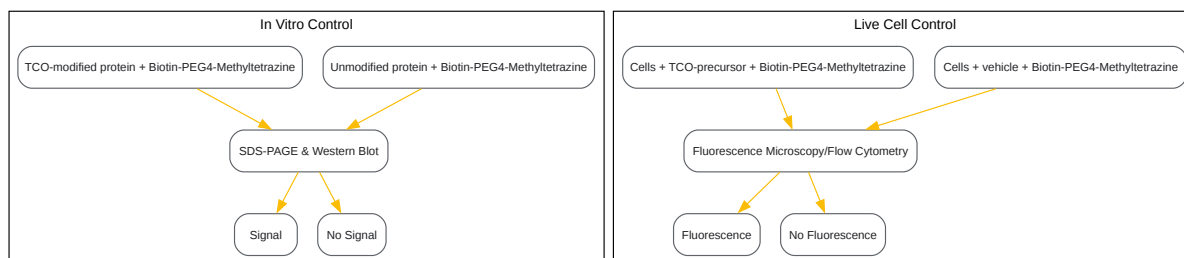 In Vitro Control
TCO-modified protein + Biotin-PEG4-Methyltetrazine
Unmodified protein + Biotin-PEG4-Methyltetrazine
SDS-PAGE & Western Blot
Signal
No Signal
Live Cell Control
Cells + TCO-precursor + Biotin-PEG4-Methyltetrazine
Cells + vehicle + Biotin-PEG4-Methyltetrazine
Fluorescence Microscopy/Flow Cytometry
Fluorescence
No Fluorescence